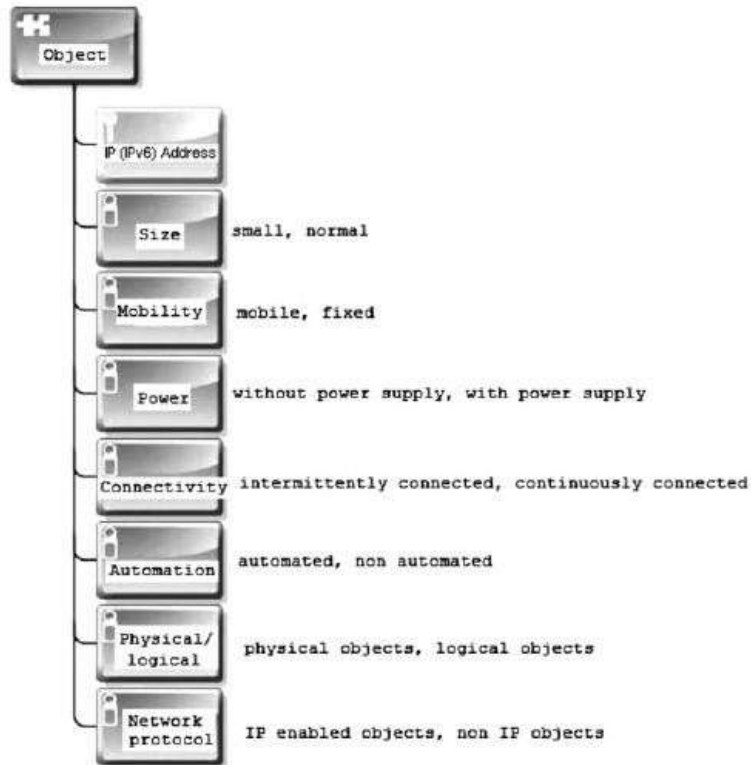 Object
IP (IPv6) Address
Size
small, normal
Mobility
mobile, fixed
Power
without power supply, with power supply
Connectivity
intermittently connected, continuously connected
Automation
automated, non automated
Physical/
logical
physical objects, logical objects
Network
protocol
IP enabled objects, non IP objects